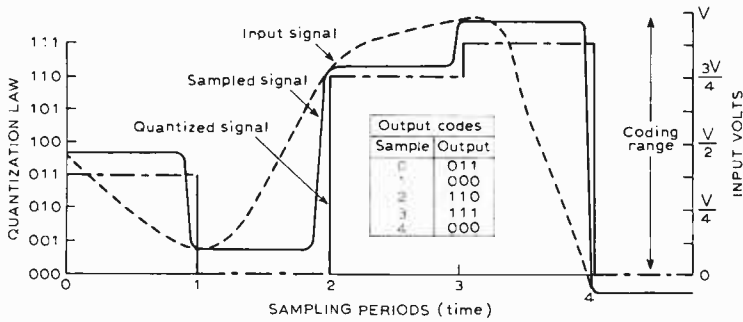 QUANTIZATION LAW
111
110
101
100
011
010
001
000
Input signal
Sampled signal
Quantized signal
Output codes
Sample Output
0 011
1 000
2 110
3 111
4 000
Coding
range
V
3V/4
V/2
V/4
0
INPUT VOLTS
0 1 2 3 4
SAMPLING PERIODS (time)